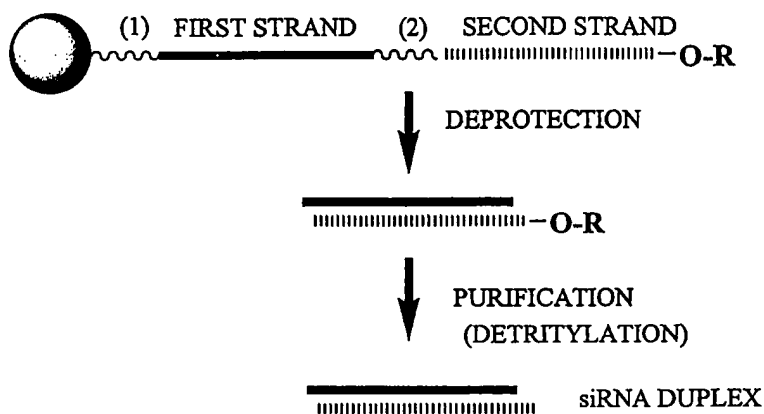 (1) FIRST STRAND (2) SECOND STRAND
O-R
DEPROTECTION
O-R
PURIFICATION
(DETRITYLATION)
siRNA DUPLEX